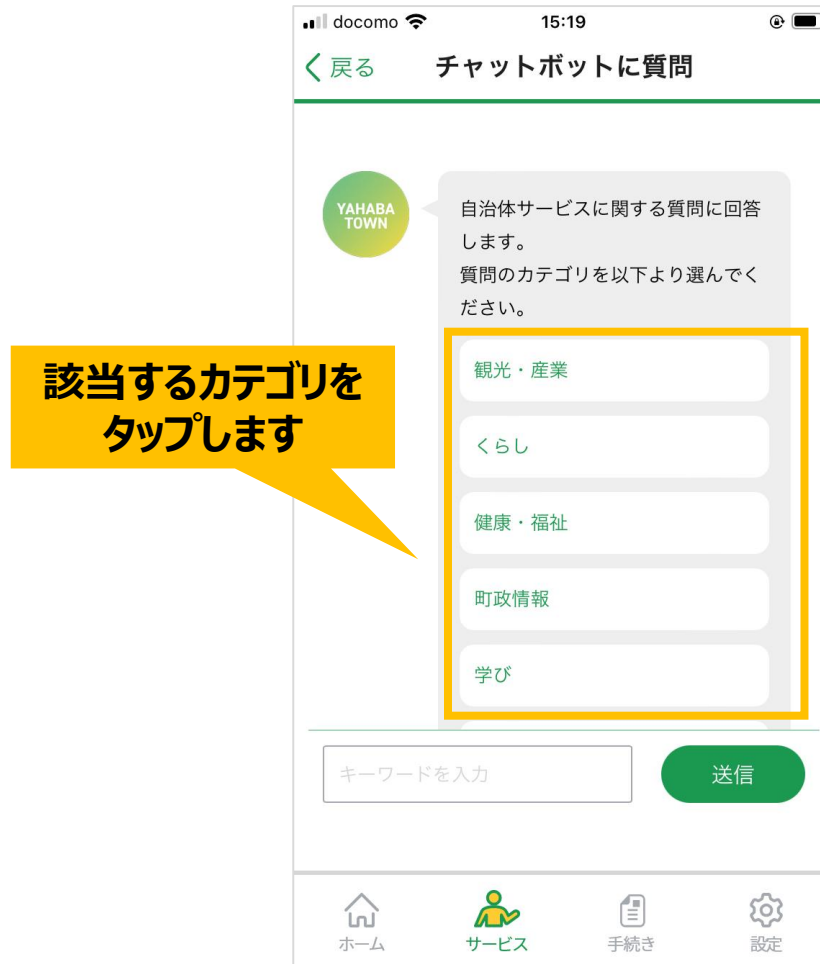 docomo
15:19
戻る
チャットボットに質問
YAHABA
TOWN
自治体サービスに関する質問に回答
します。
質問のカテゴリを以下より選んでく
ださい。
該当するカテゴリを
タップします
観光・産業
くらし
健康・福祉
町政情報
学び
キーワードを入力
送信
ホーム
サービス
手続き
設定